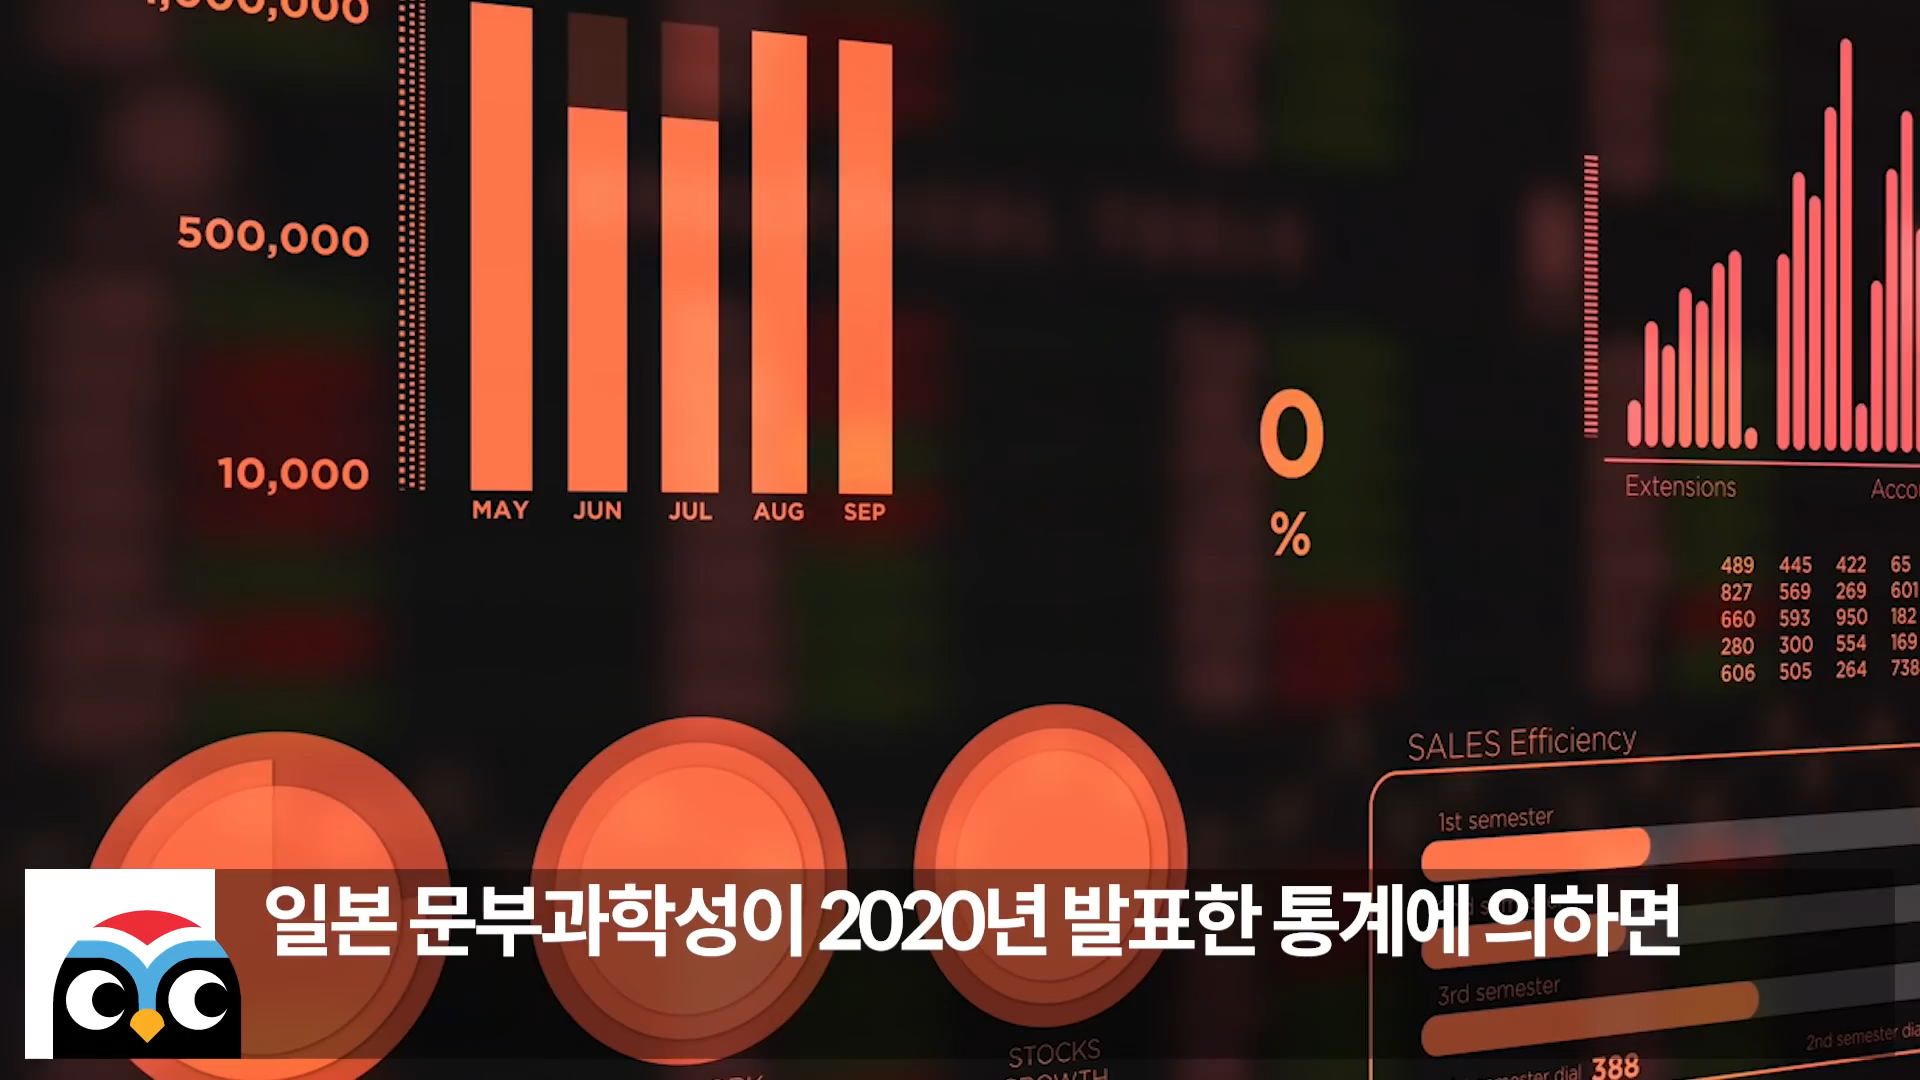 500,000
10,000
MAY JUN JUL AUG SEP
0
%
Extensions
489 445 422 65
827 569 269 601
660 593 950 182
280 300 554 169
606 505 264 738
SALES Efficiency
1st semester
일본 문부과학성이 2020년 발표한 통계에 의하면
3rd semester
2nd semester
388
STOCKS
GROWTH